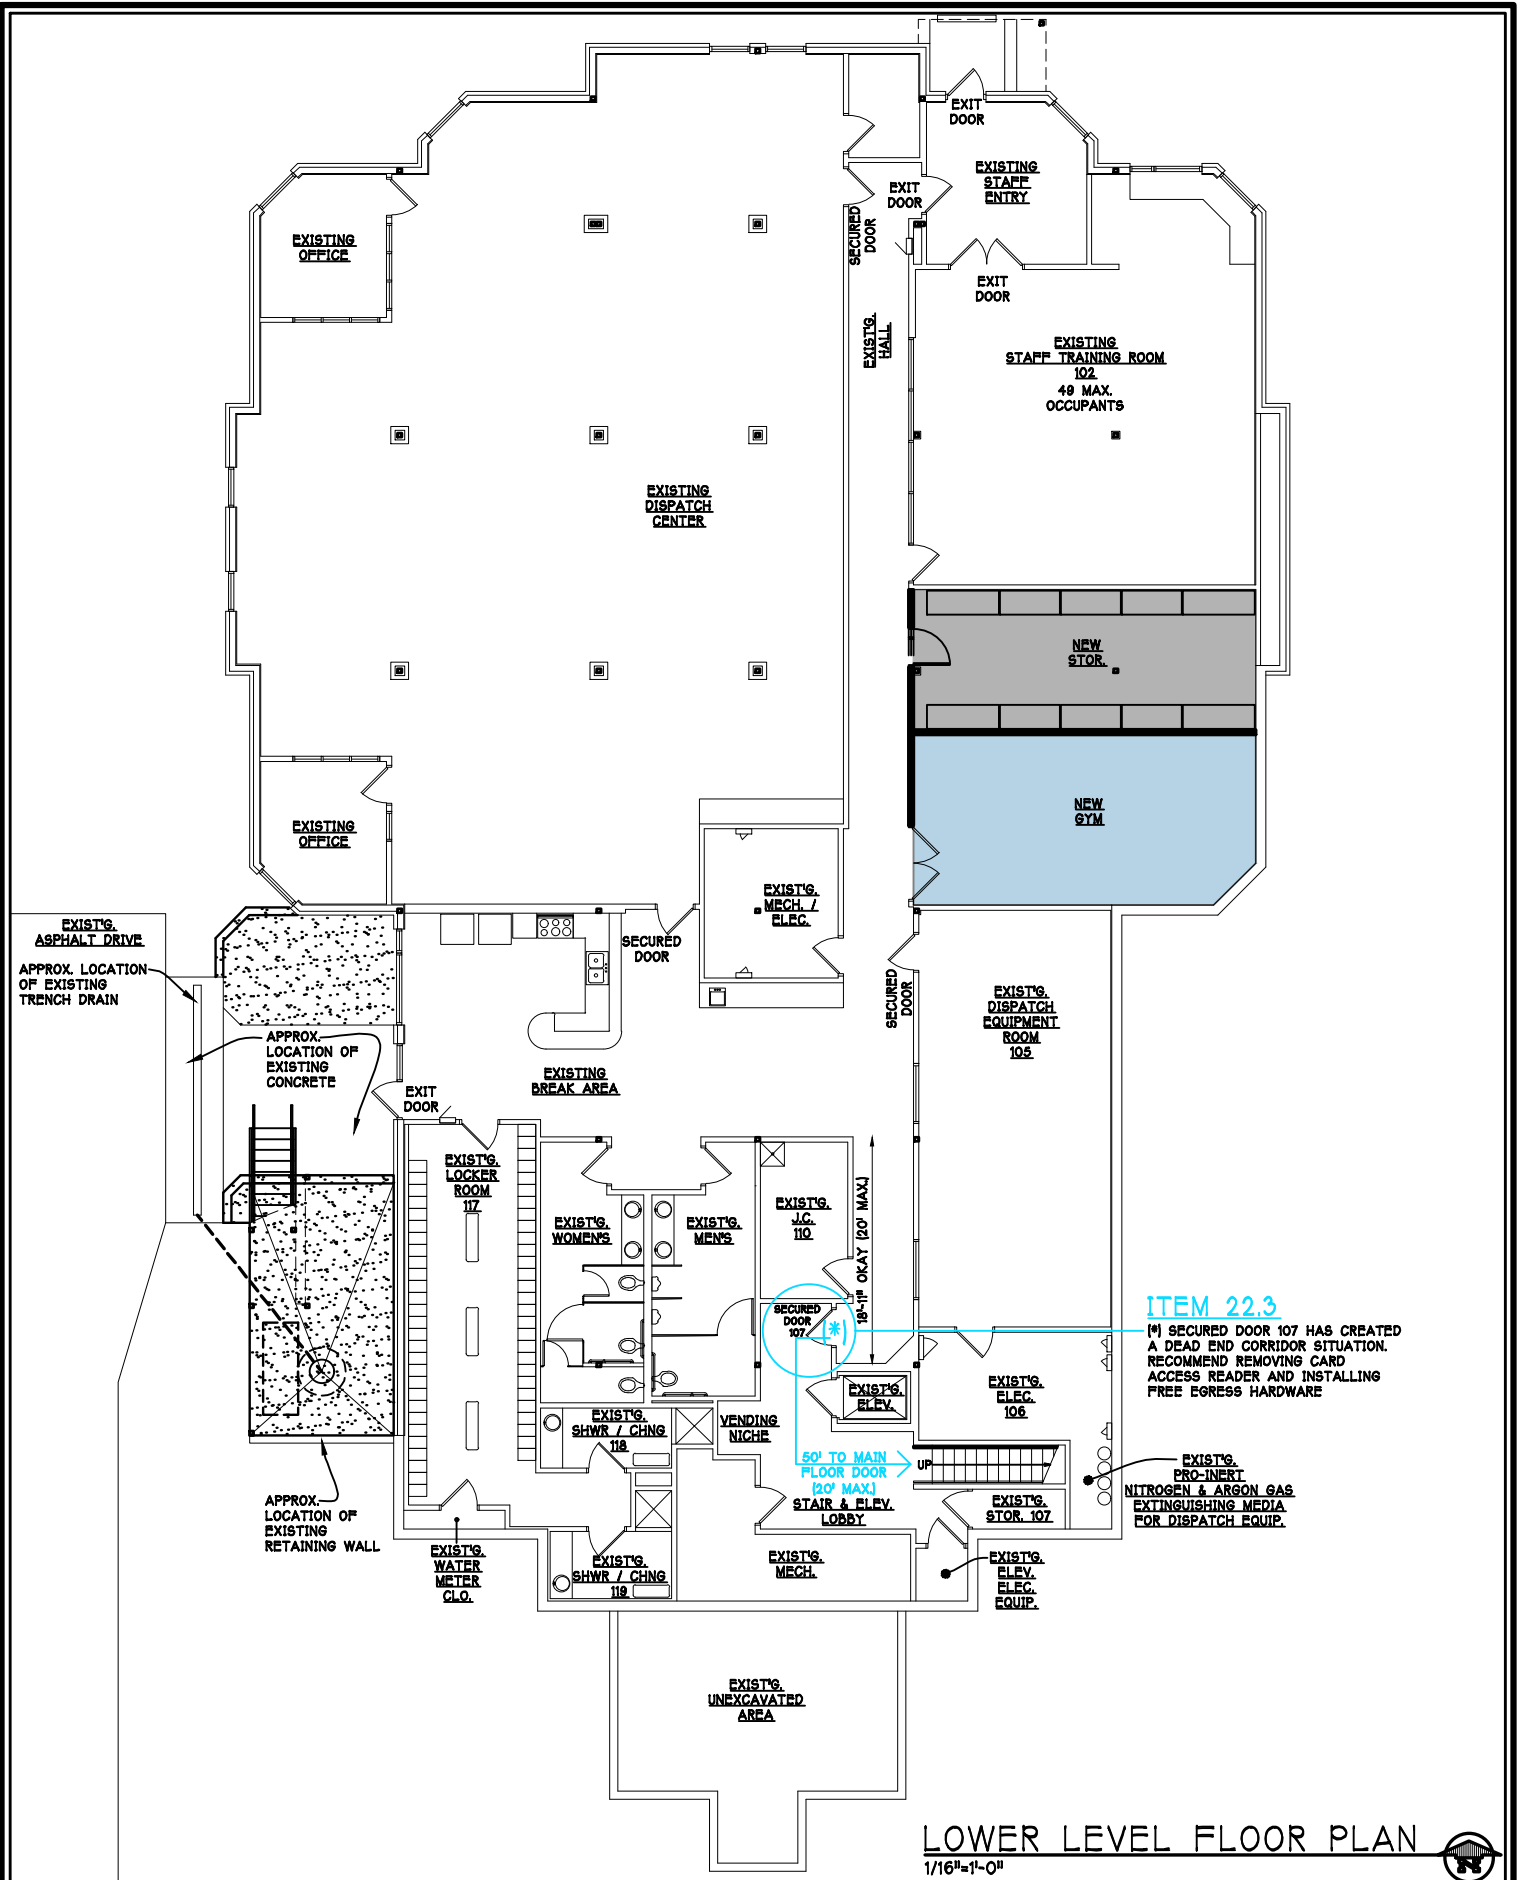 EXIT
DOOR
EXISTING
STAFF
ENTRY
EXIT
DOOR
SECURED
DOOR
EXISTING
OFFICE
EXIT
DOOR
EXIST'G.
HALL
EXISTING
STAFF TRAINING ROOM
102
49 MAX.
OCCUPANTS
EXISTING
DISPATCH
CENTER
NEW
STOR.
NEW
GYM
EXISTING
OFFICE
EXIST'G.
MECH. /
ELEC.
EXIST'G.
ASPHALT DRIVE
APPROX. LOCATION
OF EXISTING
TRENCH DRAIN
SECURED
DOOR
SECURED
DOOR
EXIST'G.
DISPATCH
EQUIPMENT
ROOM
105
APPROX.
LOCATION OF
EXISTING
CONCRETE
EXISTING
BREAK AREA
EXIT
DOOR
EXIST'G.
LOCKER
ROOM
117
EXIST'G.
WOMEN'S
EXIST'G.
MEN'S
EXIST'G.
J.C.
110
18'-11" OKAY (20' MAX.)
SECURED
DOOR
107
(*)
ITEM 22.3
(*) SECURED DOOR 107 HAS CREATED
A DEAD END CORRIDOR SITUATION.
RECOMMEND REMOVING CARD
ACCESS READER AND INSTALLING
FREE EGRESS HARDWARE
EXIST'G.
ELEV.
EXIST'G.
ELEC.
106
EXIST'G.
SHWR / CHNG
118
VENDING
NICHE
50' TO MAIN
FLOOR DOOR
(20' MAX.)
UP
STAIR & ELEV.
LOBBY
EXIST'G.
STOR. 107
EXIST'G.
PRO-INERT
NITROGEN & ARGON GAS
EXTINGUISHING MEDIA
FOR DISPATCH EQUIP.
APPROX.
LOCATION OF
EXISTING
RETAINING WALL
EXIST'G.
WATER
METER
CLO.
EXIST'G.
SHWR / CHNG
119
EXIST'G.
MECH.
EXIST'G.
ELEV.
ELEC.
EQUIP.
EXIST'G.
UNEXCAVATED
AREA
LOWER LEVEL FLOOR PLAN
1/16"=1'-0"
N